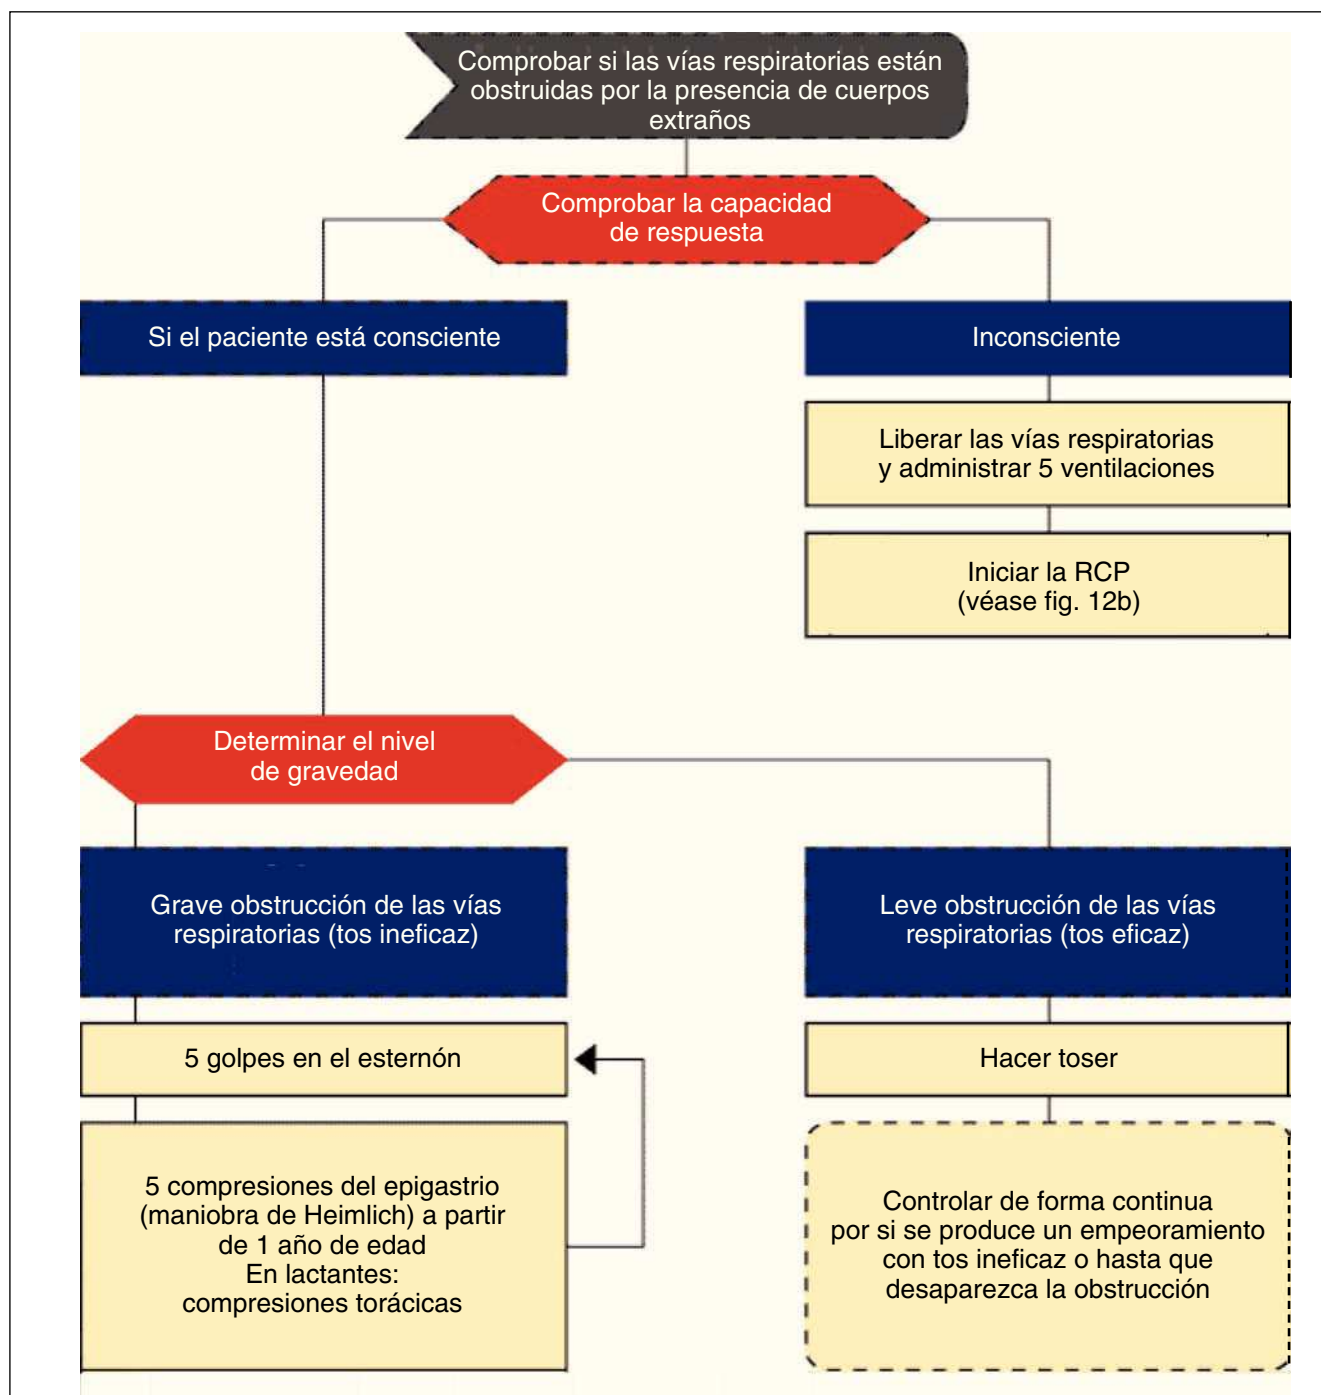 Comprobar si las vías respiratorias están
obstruidas por la presencia de cuerpos
extraños
Comprobar la capacidad
de respuesta
Si el paciente está consciente
Inconsciente
Liberar las vías respiratorias
y administrar 5 ventilaciones
Iniciar la RCP
(véase fig. 12b)
Determinar el nivel
de gravedad
Grave obstrucción de las vías
respiratorias (tos ineficaz)
Leve obstrucción de las vías
respiratorias (tos eficaz)
5 golpes en el esternón
Hacer toser
5 compresiones del epigastrio
(maniobra de Heimlich) a partir
de 1 año de edad
En lactantes:
compresiones torácicas
Controlar de forma continua
por si se produce un empeoramiento
con tos ineficaz o hasta que
desaparezca la obstrucción